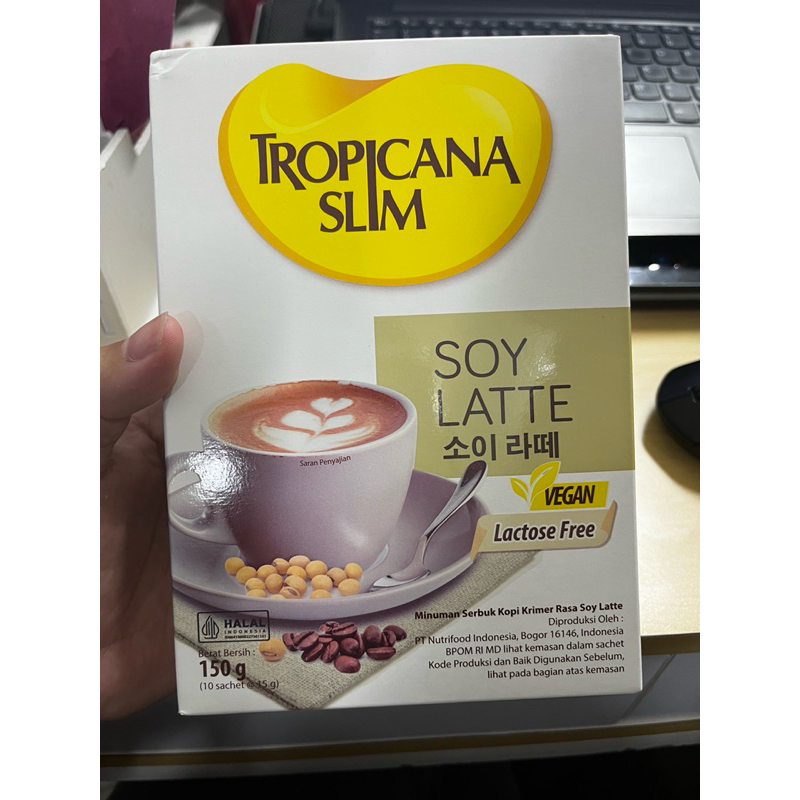 TROPICANA
SLIM
SOY
LATTE
소이 라떼
Saran Penyajian
VEGAN
Lactose Free
HALAL
INDONESIA
Berat Bersih :
150 g
(10 sachet @ 15 g)
Minuman Serbuk Kopi Krimer Rasa Soy Latte
Diproduksi Oleh :
PT Nutrifood Indonesia, Bogor 16146, Indonesia
BPOM RI MD lihat kemasan dalam sachet
Kode Produksi dan Baik Digunakan Sebelum,
lihat pada bagian atas kemasan